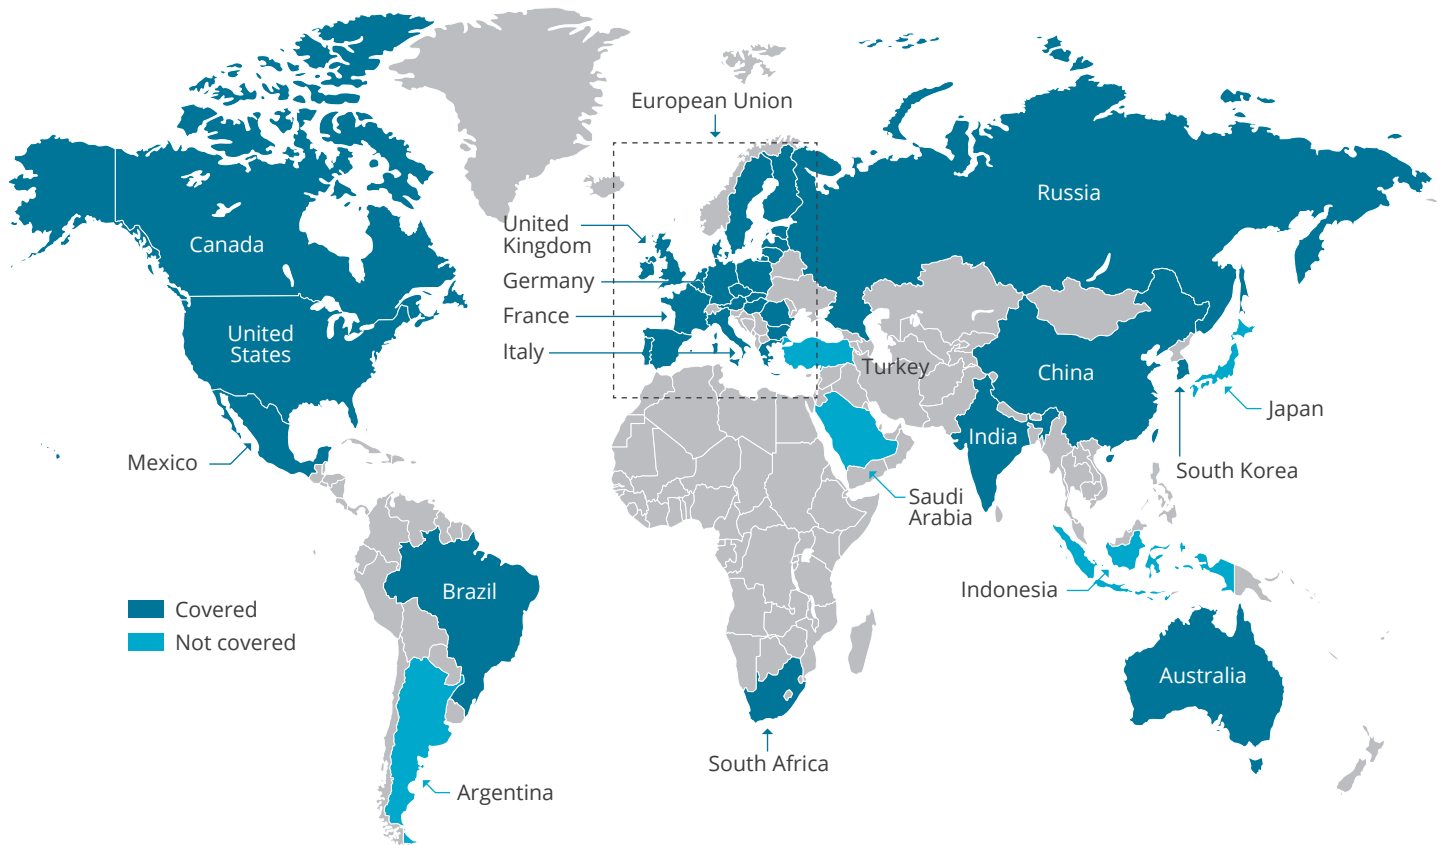 European Union
Russia
United
Kingdom
Canada
Germany
France
United
States
Italy
Turkey
China
Japan
India
Mexico
South Korea
Saudi
Arabia
Indonesia
Brazil
Covered
Not covered
Australia
South Africa
Argentina